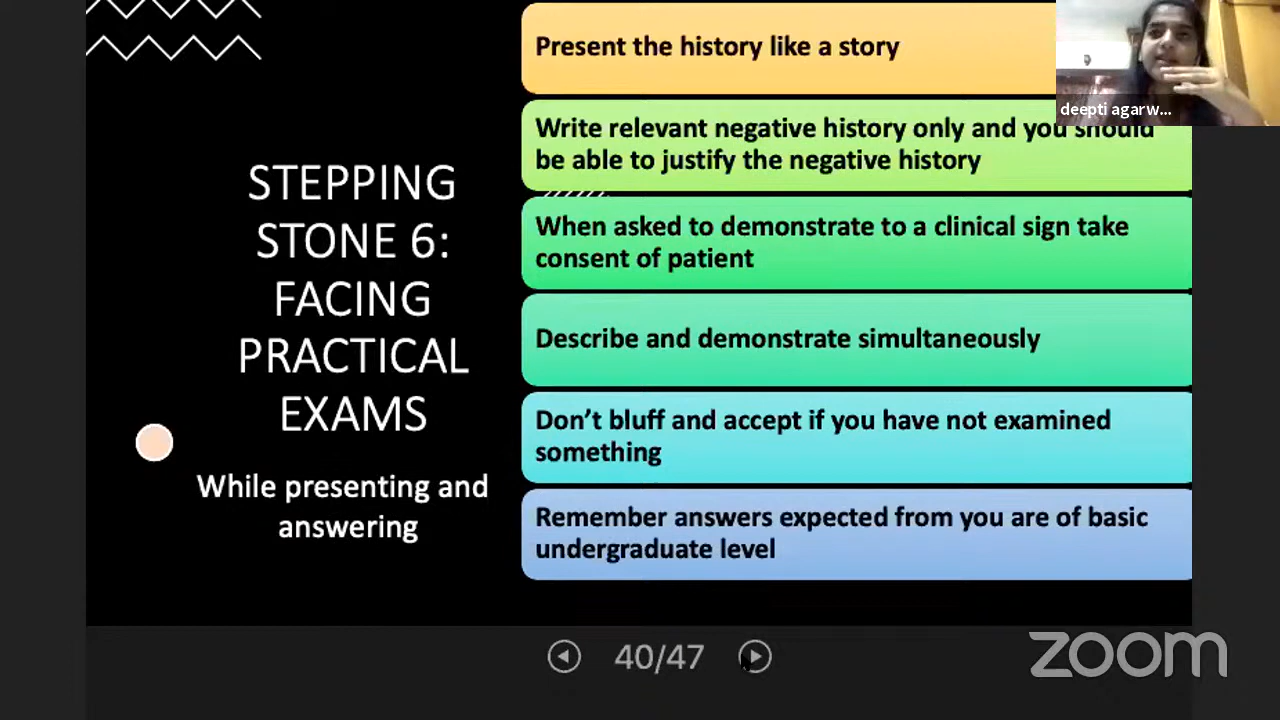 STEPPING
STONE 6:
FACING
PRACTICAL
EXAMS
While presenting and
answering
Present the history like a story
Write relevant negative history only and you should
be able to justify the negative history
When asked to demonstrate to a clinical sign take
consent of patient
Describe and demonstrate simultaneously
Don’t bluff and accept if you have not examined
something
Remember answers expected from you are of basic
undergraduate level
deepti agarw...
40/47
zoom